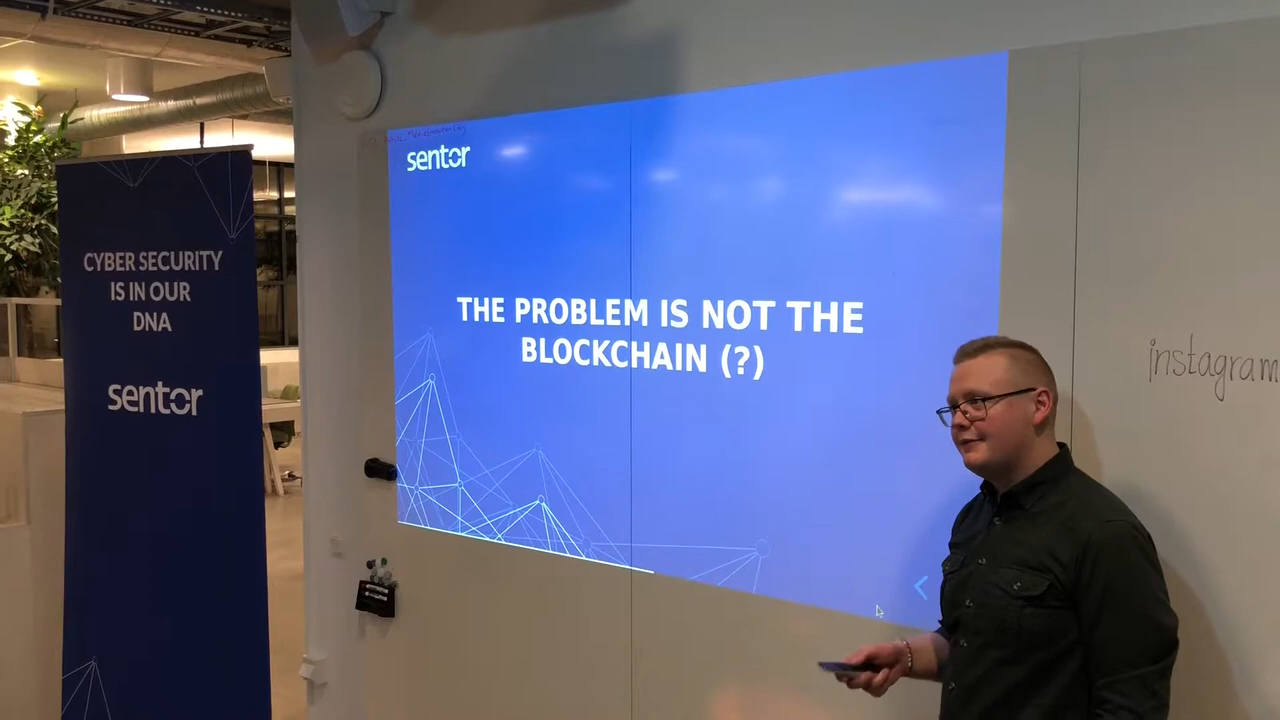 CYBER SECURITY
IS IN OUR
DNA
sentor
sentor
THE PROBLEM IS NOT THE
BLOCKCHAIN (?)
instagram